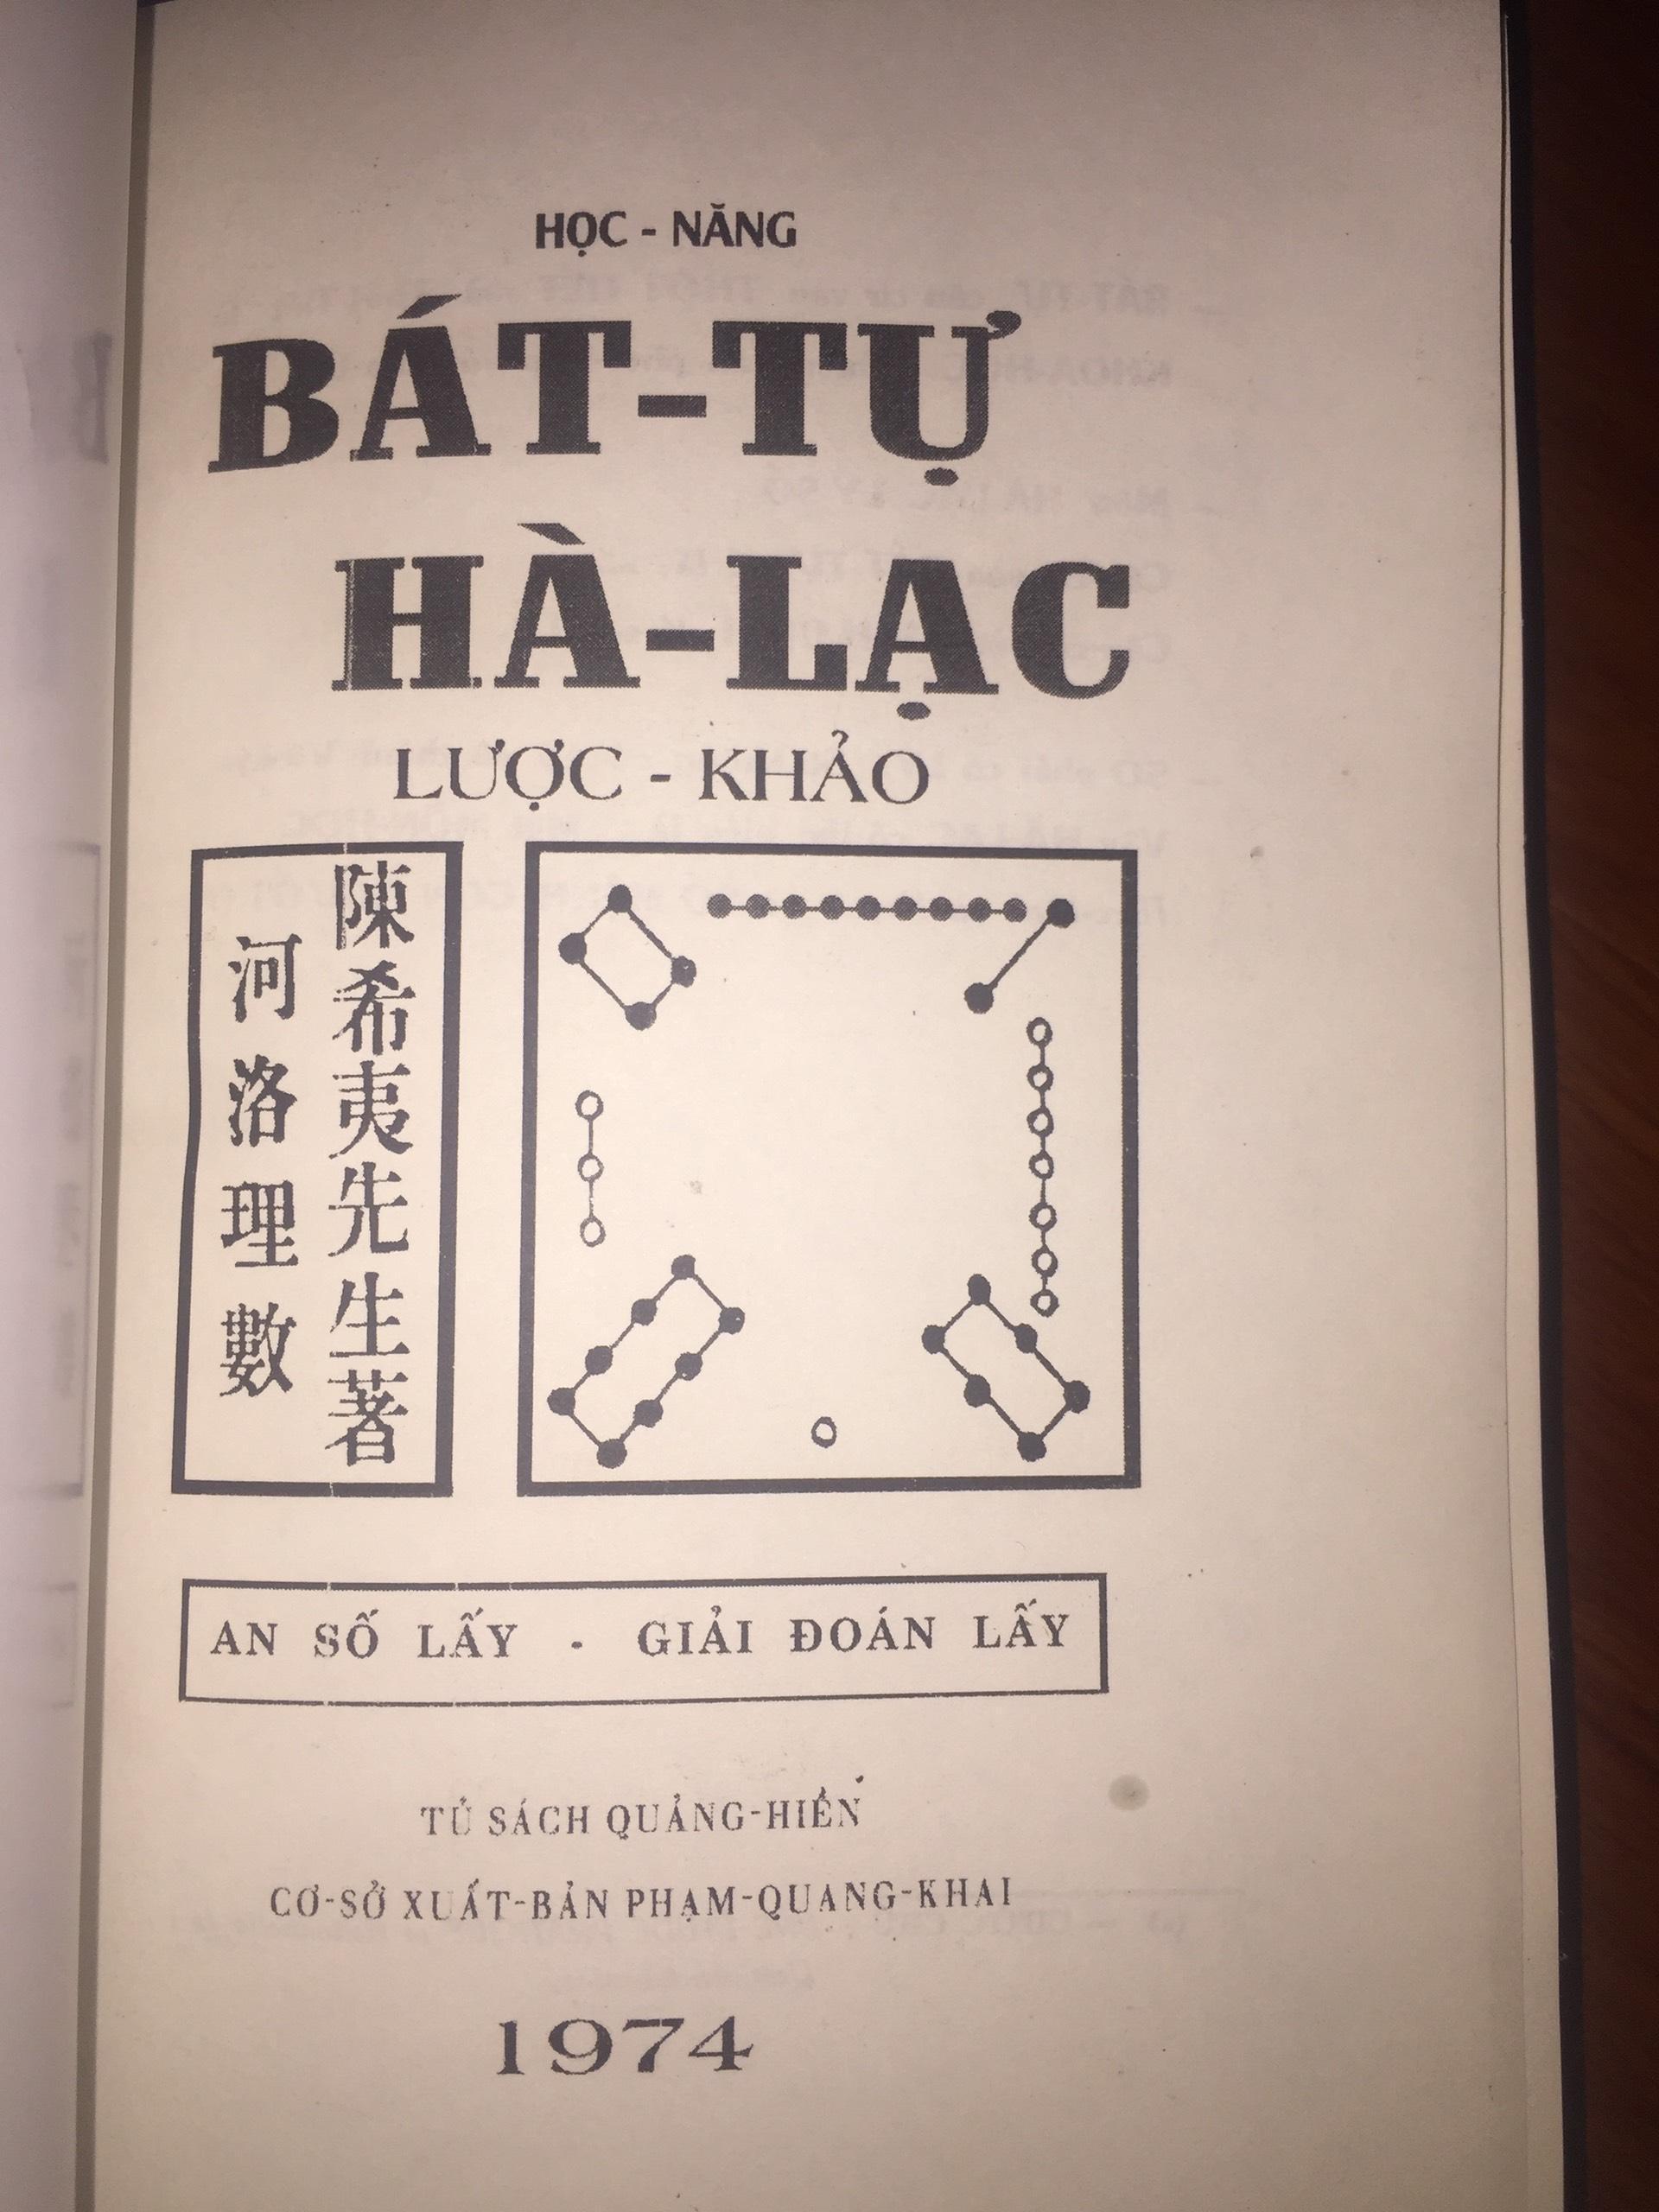 HỌC - NĂNG
BÁT-TỰ
HÀ-LẠC
LƯỢC - KHẢO
陳希夷先生著
河洛理數
AN SỐ LẤY - GIẢI ĐOÁN LẤY
TỦ SÁCH QUẢNG-HIỀN
CƠ-SỞ XUẤT-BẢN PHẠM-QUANG-KHAI
1974